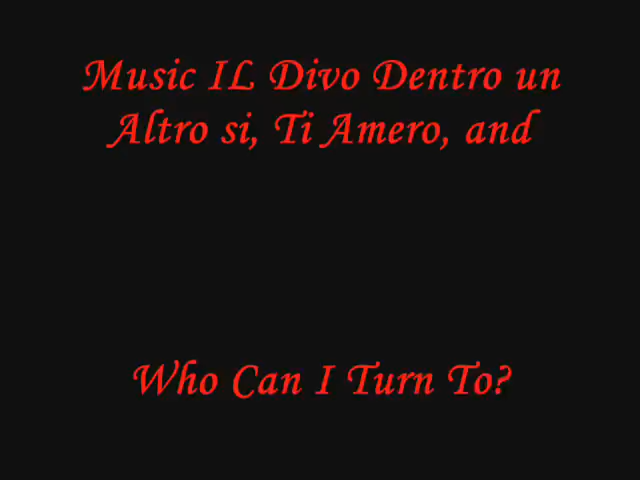 Music IL Divo Dentro un
Altro si, Ti Amero, and
Who Can I Turn To?